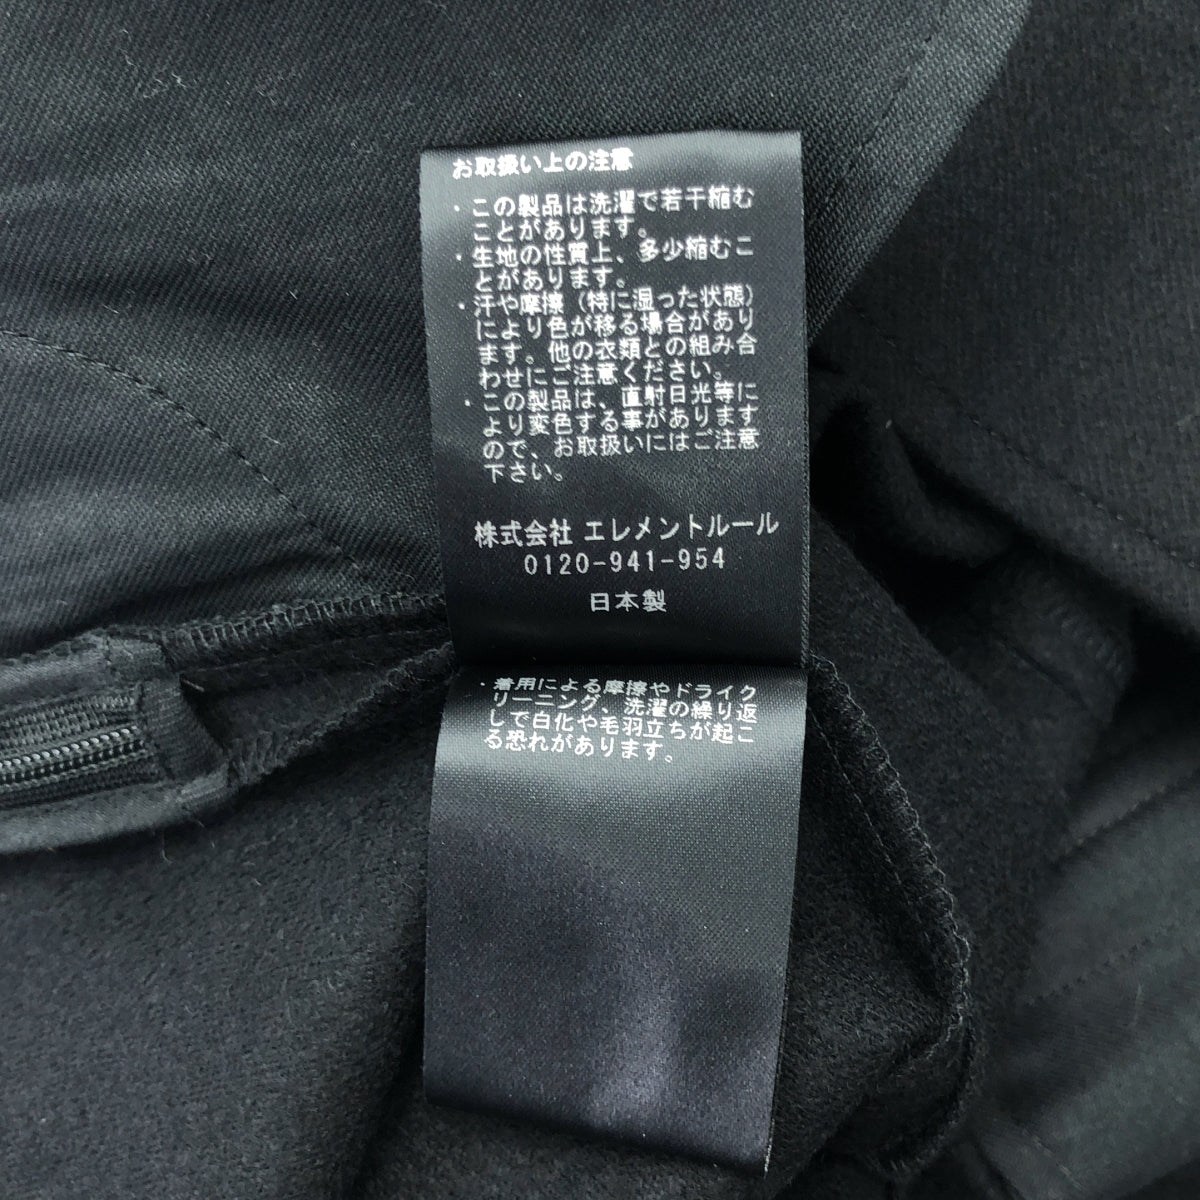 お取扱い上の注意
・この製品は洗濯で若干縮む
ことがあります。
・生地の性質上、多少縮むこ
とがあります。
・汗や摩擦（特に湿った状態）
により色が移る場合があり
ます。他の衣類との組み合
わせにご注意ください。
・この製品は、直射日光等に
より変色する事があります
ので、お取扱いにはご注意
下さい。
株式会社 エレメントルール
0120-941-954
日本製
・着用による摩擦やドライク
リーニング、洗濯の繰り返
しで白化や毛羽立ちが起こ
る恐れがあります。